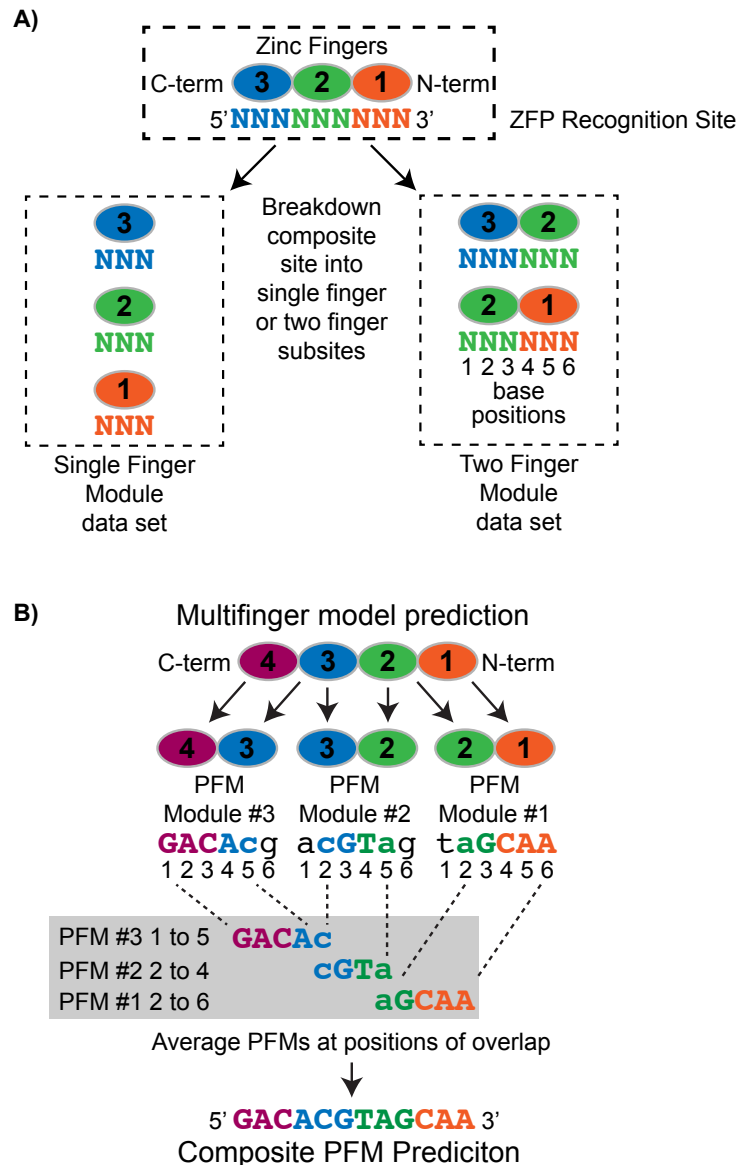 A)
Zinc Fingers
C-term 3 2 1 N-term
5’ NNNNNNNNN 3’
ZFP Recognition Site
3
NNN
2
NNN
1
NNN
Single Finger
Module
data set
Breakdown
composite
site into
single finger
or two finger
subsites
3 2
NNNNNN
2 1
NNNNNN
1 2 3 4 5 6
base
positions
Two Finger
Module
data set
B)
Multifinger model prediction
C-term 4 3 2 1 N-term
4 3 3 2 2 1
PFM PFM PFM
Module #3 Module #2 Module #1
GACAcg acGTag taGCAA
1 2 3 4 5 6 1 2 3 4 5 6 1 2 3 4 5 6
PFM #3 1 to 5 GACAc
PFM #2 2 to 4 cGTa
PFM #1 2 to 6 aGCAA
Average PFMs at positions of overlap
5’ GACACGTAGCAA 3’
Composite PFM Prediciton